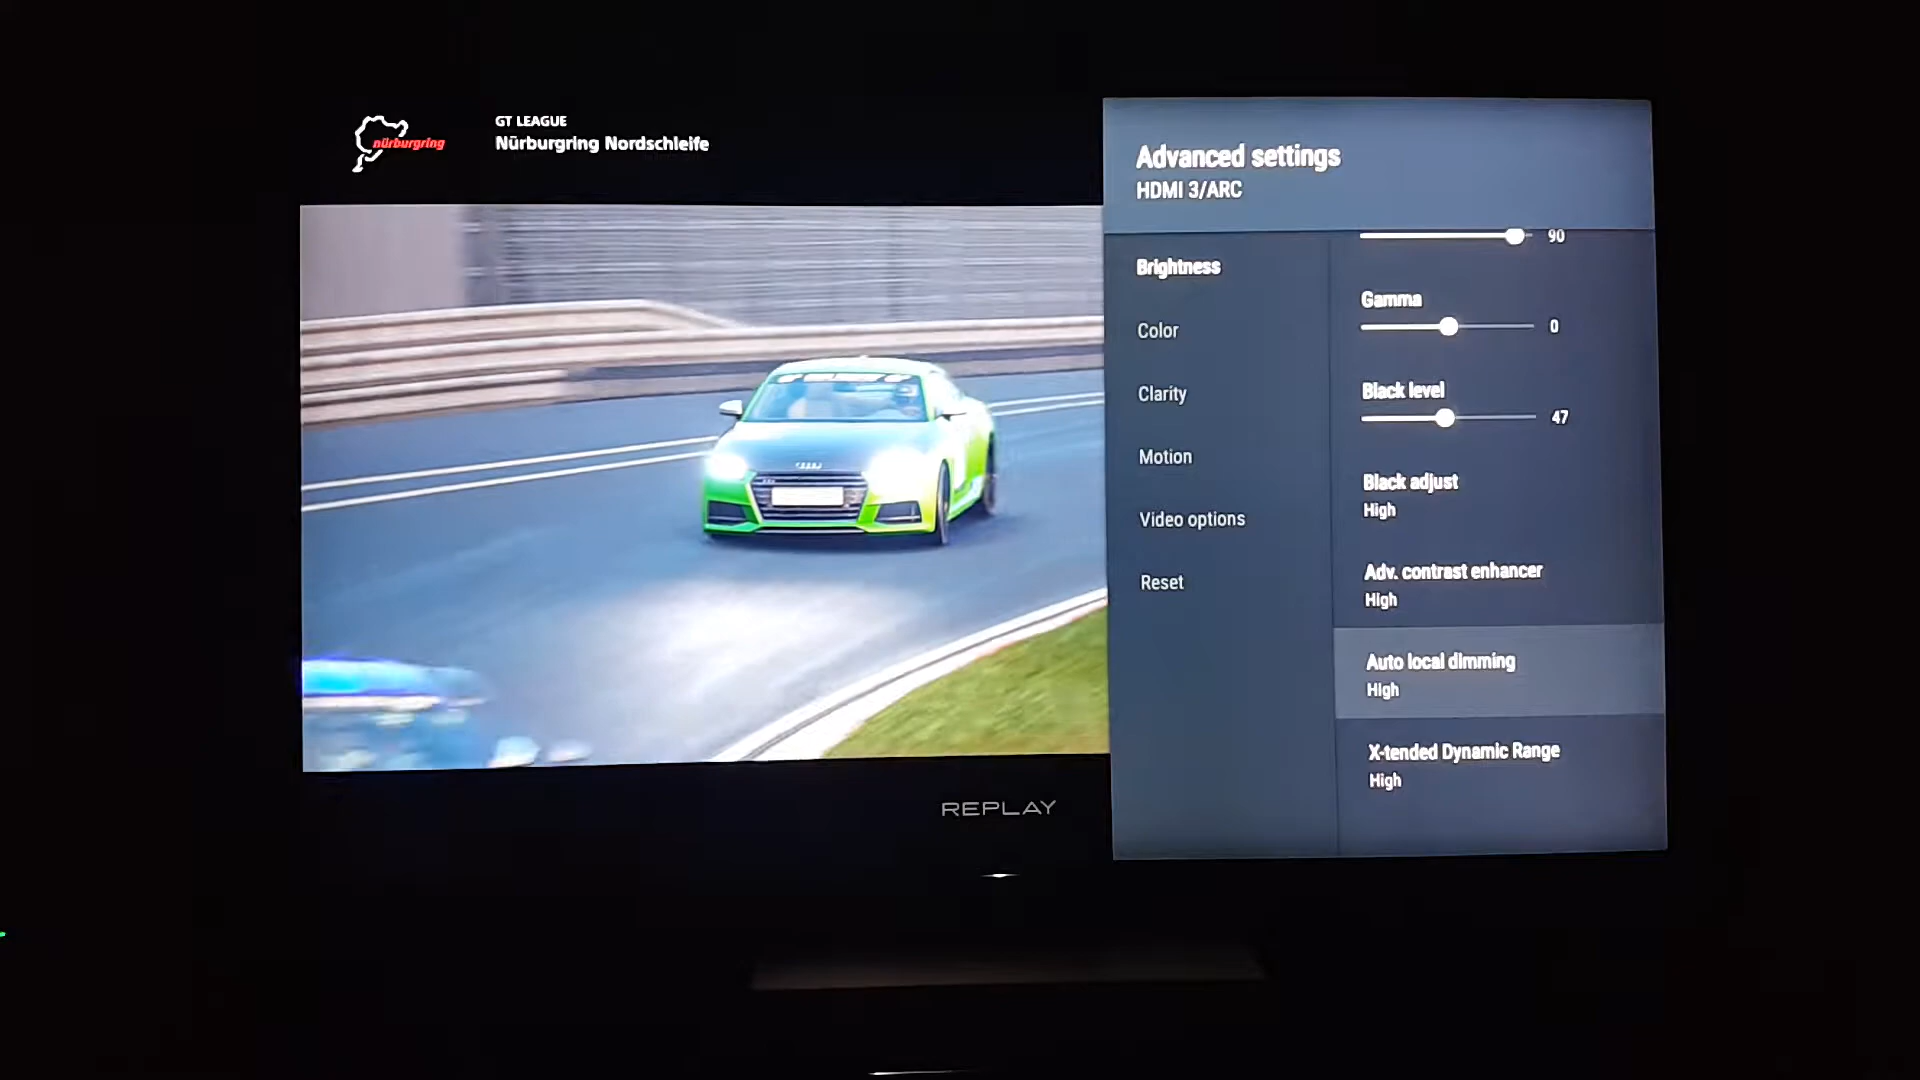 nürburgring
GT LEAGUE
Nürburgring Nordschleife
Advanced settings
HDMI 3/ARC
Brightness
Color
Clarity
Motion
Video options
Reset
90
Gamma
0
Black level
47
Black adjust
High
Adv. contrast enhancer
High
Auto local dimming
High
X-tended Dynamic Range
High
REPLAY